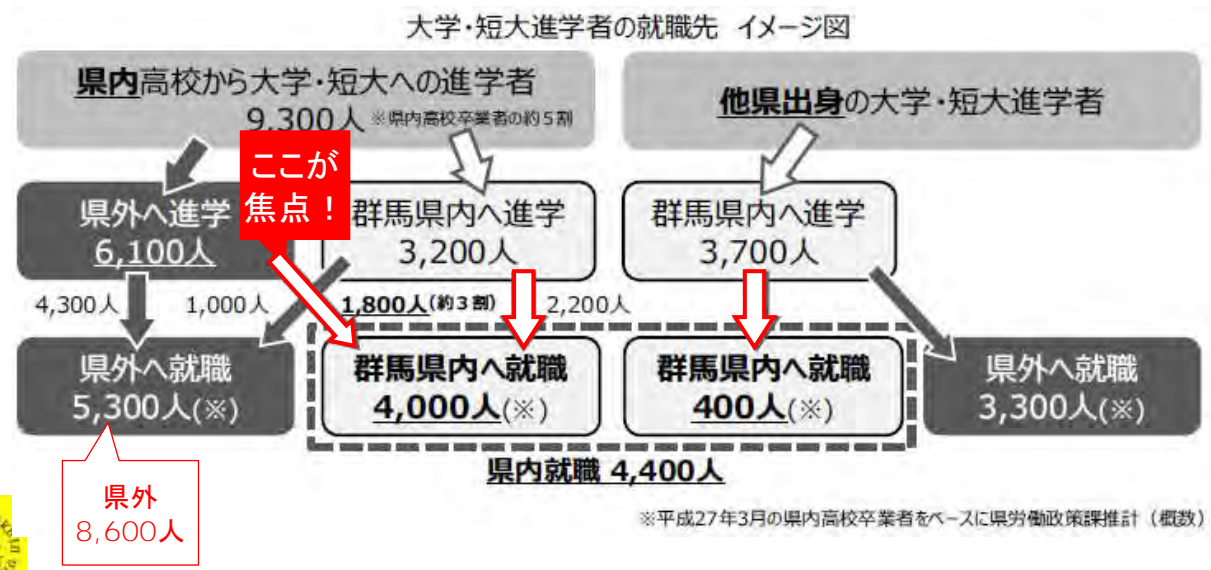 大学・短大進学者の就職先 イメージ図
県内高校から大学・短大への進学者
9,300人 ※県内高校卒業者の約5割
他県出身の大学・短大進学者
ここが
焦点！
県外へ進学
6,100人
群馬県内へ進学
3,200人
群馬県内へ進学
3,700人
4,300人
1,000人
1,800人(約3割)
2,200人
県外へ就職
5,300人(※)
群馬県内へ就職
4,000人(※)
群馬県内へ就職
400人(※)
県外へ就職
3,300人(※)
県内就職 4,400人
県外
8,600人
※平成27年3月の県内高校卒業者をベースに県労働政策課推計（概数）